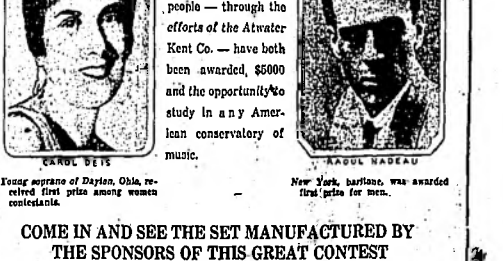 people — through the
efforts of the Atwater
Kent Co. — have both
been awarded, $5000
and the opportunity to
study in any Amer-
ican conservatory of
music.
CAROL DEIS
Young soprano of Dayton, Ohio, re-
ceived first prize among women
contestants.
RAOUL NADEAU
New York, baritone, was awarded
first prize for men.
COME IN AND SEE THE SET MANUFACTURED BY
THE SPONSORS OF THIS GREAT CONTEST